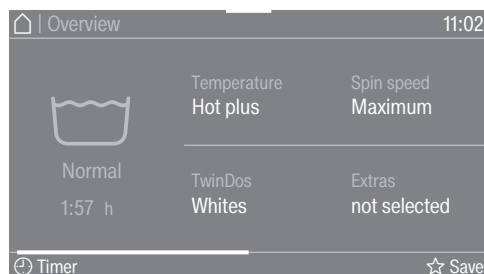 | Overview
11:02
Temperature
Hot plus
Spin speed
Maximum
Normal
1:57 h
TwinDos
Whites
Extras
not selected
Timer
Save